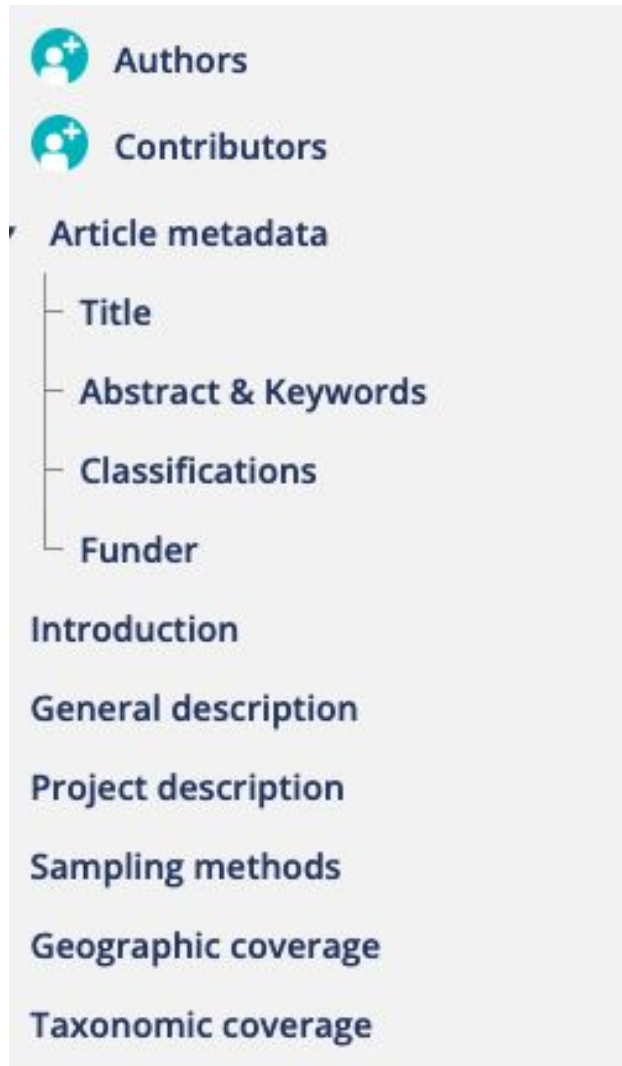 Authors
Contributors
Article metadata
Title
Abstract & Keywords
Classifications
Funder
Introduction
General description
Project description
Sampling methods
Geographic coverage
Taxonomic coverage